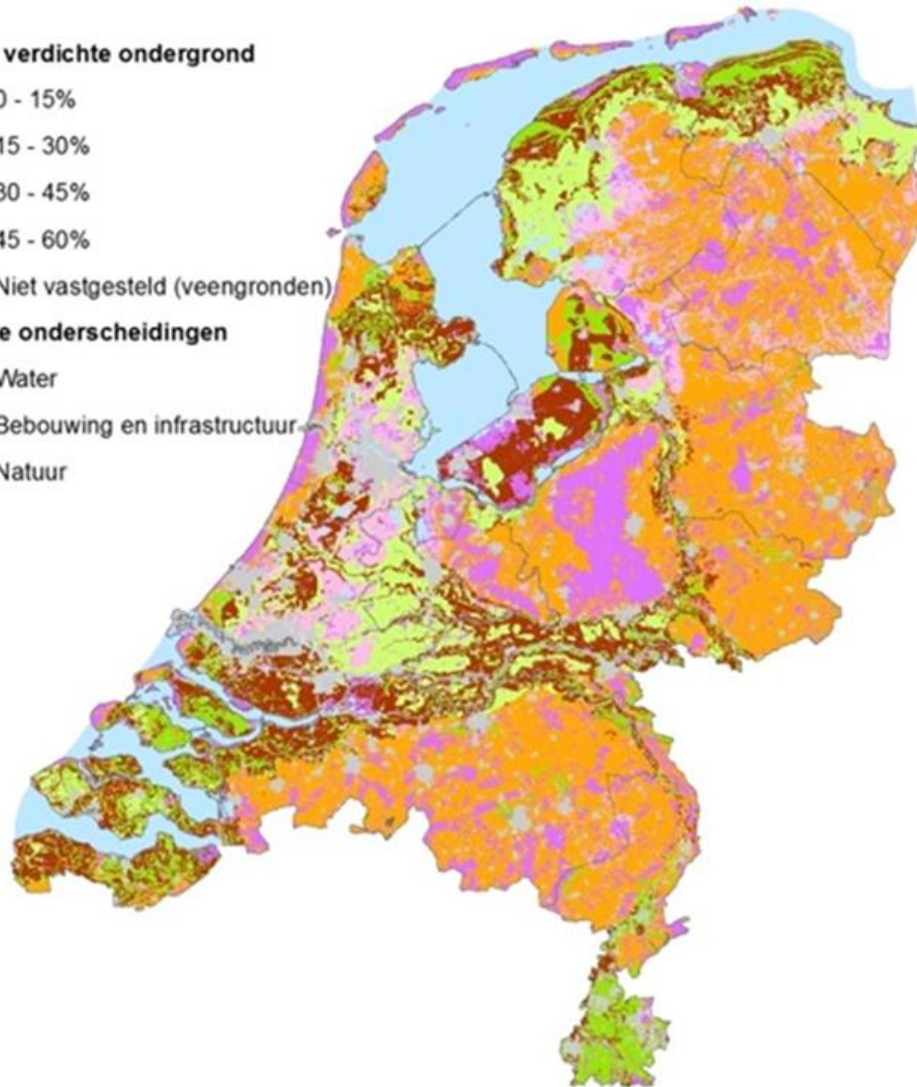 verdichte ondergrond
0 - 15%
15 - 30%
30 - 45%
45 - 60%
Niet vastgesteld (veengronden)
e onderscheidingen
Water
Bebouwing en infrastructuur
Natuur